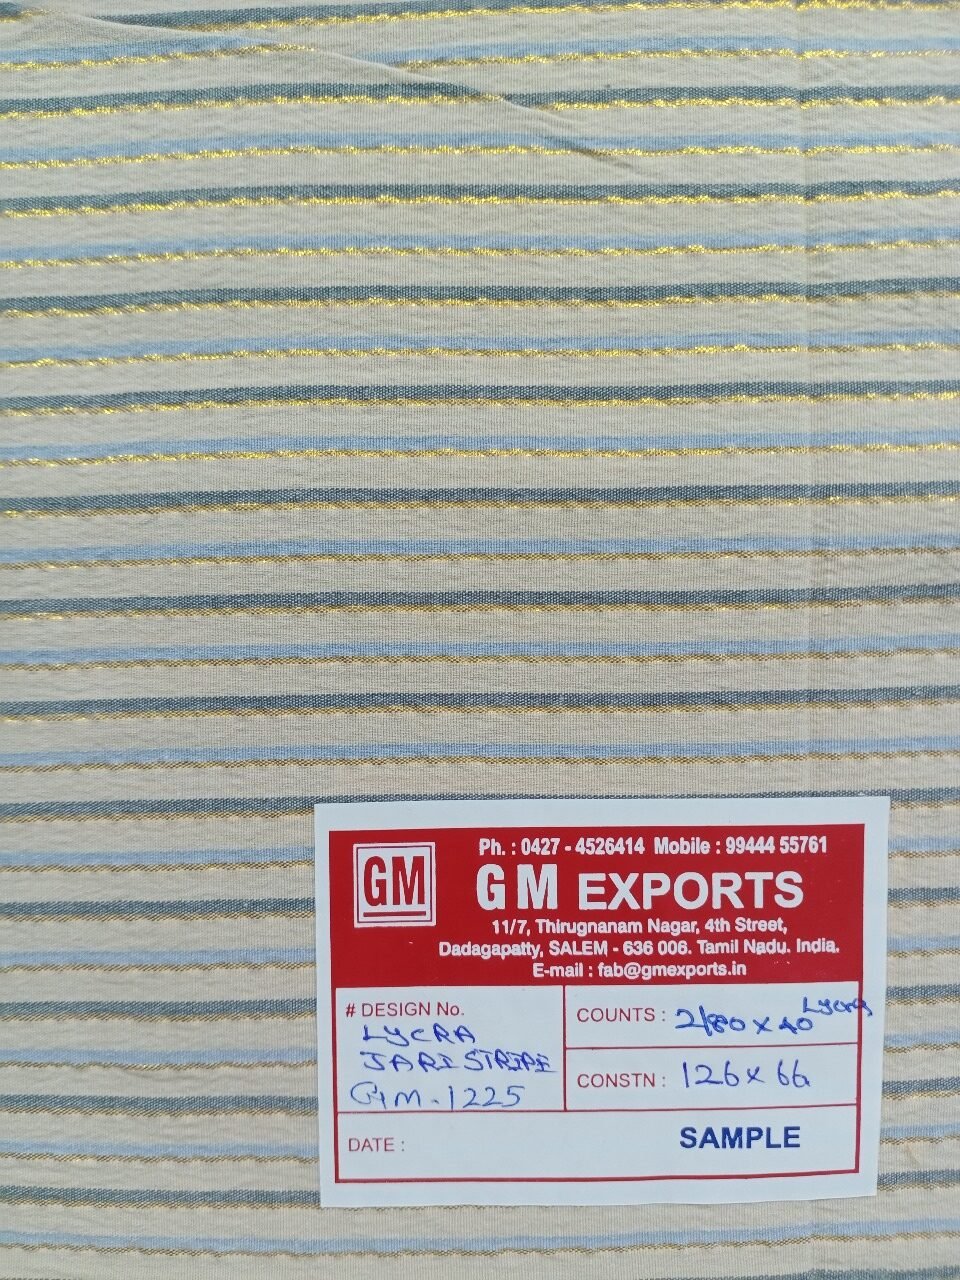 GM
Ph. : 0427 - 4526414 Mobile : 99444 55761
GM EXPORTS
11/7, Thirugnanam Nagar, 4th Street,
Dadagapatty, SALEM - 636 006. Tamil Nadu. India.
E-mail : fab@gmexports.in
# DESIGN No.
LYCRA
JARI STRIPE
GM-1225
COUNTS : 2/80 x 40 Lycra
CONSTN : 126 x 66
DATE :
SAMPLE